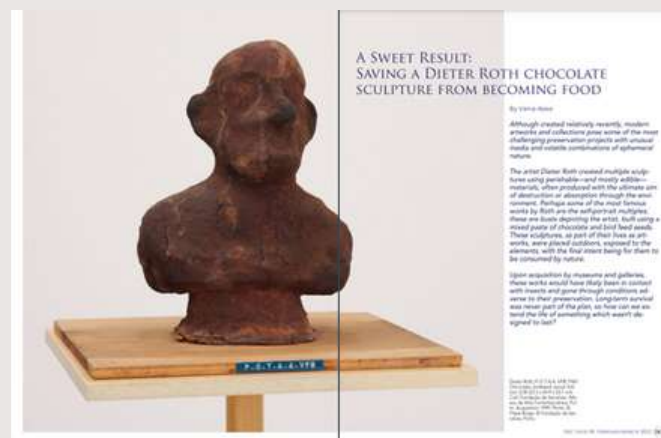 A Sweet Result:
Saving a Dieter Roth chocolate
sculpture from becoming food
Although created relatively recently, modern
artworks and collections pose some of the most
challenging preservation projects with unusual
media and volatile combinations of ephemeral
nature.
The artist Dieter Roth created multiple sculp-
tures using perishable—and mostly edible—
materials, often produced with the ultimate aim
of destruction or absorption through the envi-
ronment. Perhaps some of the most famous
works by Roth are the self-portrait multiples,
these are busts depicting the artist, built using a
mixed paste of chocolate and bird feed seeds.
These sculptures, as part of their lives as art-
works, were placed outdoors, exposed to the
elements, with the final intent being for them to
be consumed by nature.
Upon acquisition by museums and galleries,
these works would have likely been in contact
with insects and gone through conditions ad-
verse to their preservation. Long-term survival
was never part of the plan, so how can we ex-
tend the life of something which wasn't de-
signed to last?
P.O.T.A.A.VFB